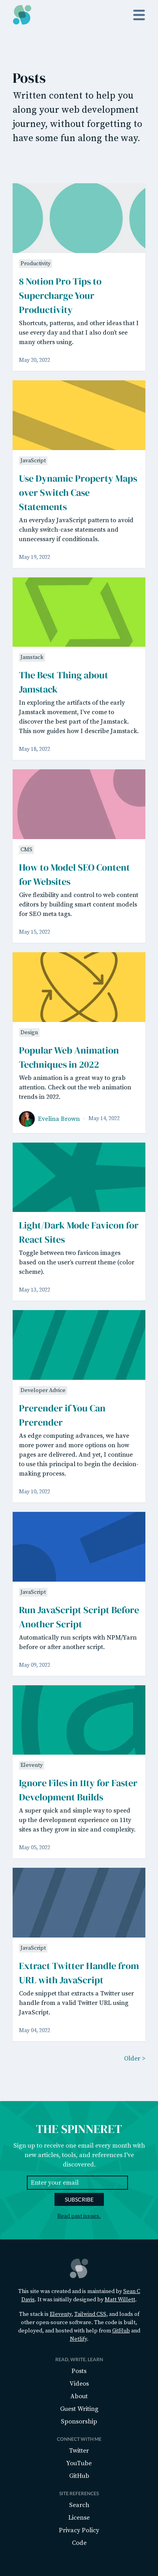 Posts
Written content to help you
along your web development
journey, without forgetting to
have some fun along the way.
Productivity
8 Notion Pro Tips to
Supercharge Your
Productivity
Shortcuts, patterns, and other ideas that I
use every day and that I also don't see
many others using.
May 20, 2022
JavaScript
Use Dynamic Property Maps
over Switch Case
Statements
An everyday JavaScript pattern to avoid
chunky switch-case statements and
unnecessary if conditionals.
May 19, 2022
Jamstack
The Best Thing about
Jamstack
In exploring the artifacts of the early
Jamstack movement, I've come to
discover the best part of the Jamstack.
This now guides how I describe Jamstack.
May 18, 2022
CMS
How to Model SEO Content
for Websites
Give flexibility and control to web content
editors by building smart content models
for SEO meta tags.
May 15, 2022
Design
Popular Web Animation
Techniques in 2022
Web animation is a great way to grab
attention. Check out the web animation
trends in 2022.
Evelina Brown May 14, 2022
Light/Dark Mode Favicon for
React Sites
Toggle between two favicon images
based on the user's current theme (color
scheme).
May 13, 2022
Developer Advice
Prerender if You Can
Prerender
As edge computing advances, we have
more power and more options on how
pages are delivered. And yet, I continue
to use this principal to begin the decision-
making process.
May 10, 2022
JavaScript
Run JavaScript Script Before
Another Script
Automatically run scripts with NPM/Yarn
before or after another script.
May 09, 2022
Eleventy
Ignore Files in 11ty for Faster
Development Builds
A super quick and simple way to speed
up the development experience on 11ty
sites as they grow in size and complexity.
May 05, 2022
JavaScript
Extract Twitter Handle from
URL with JavaScript
Code snippet that extracts a Twitter user
handle from a valid Twitter URL using
JavaScript.
May 04, 2022
Older >
THE SPINNERET
Sign up to receive one email every month with
new articles, tools, and other gems I've
discovered.
Enter your email
SUBSCRIBE
Read past issues.
This site was created and is maintained by Sean C
Davis. It was initially designed by Matt Willett.
The stack is Eleventy, Tailwind CSS, and loads of
other open-source software. The code is built,
deployed, and hosted with help from GitHub and
Netlify.
READ, WRITE, LEARN
Posts
Videos
About
Guest Writing
Sponsorship
CONNECT WITH ME
Twitter
YouTube
GitHub
SITE REFERENCES
Search
License
Privacy Policy
Code